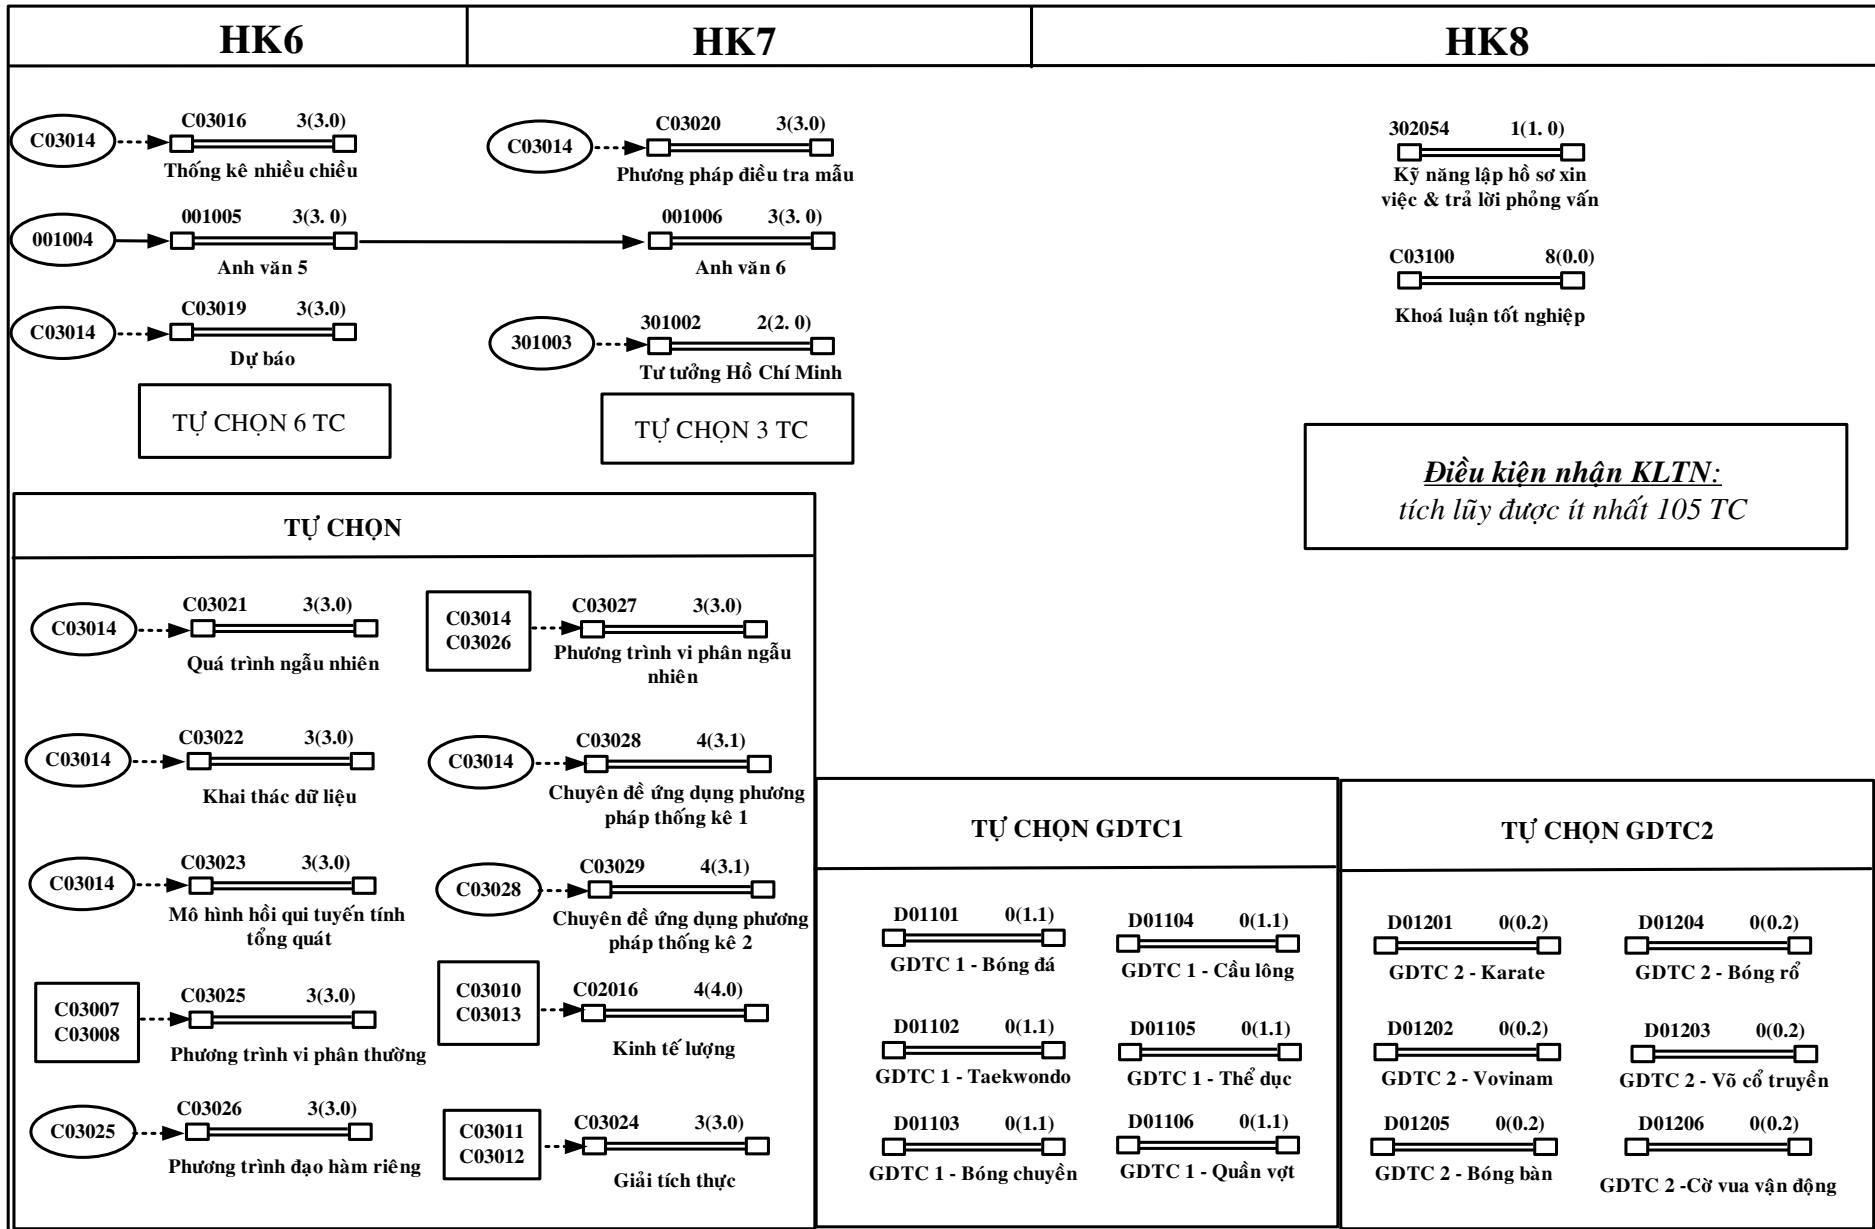 HK6
HK7
HK8
C03014
C03016 3(3.0)
Thống kê nhiều chiều
001004
001005 3(3. 0)
Anh văn 5
C03014
C03019 3(3.0)
Dự báo
TỰ CHỌN 6 TC
C03014
C03020 3(3.0)
Phương pháp điều tra mẫu
001006 3(3. 0)
Anh văn 6
301003
301002 2(2. 0)
Tư tưởng Hồ Chí Minh
TỰ CHỌN 3 TC
302054 1(1. 0)
Kỹ năng lập hồ sơ xin
việc & trả lời phỏng vấn
C03100 8(0.0)
Khoá luận tốt nghiệp
Điều kiện nhận KLTN:
tích lũy được ít nhất 105 TC
TỰ CHỌN
C03014
C03021 3(3.0)
Quá trình ngẫu nhiên
C03014
C03022 3(3.0)
Khai thác dữ liệu
C03014
C03023 3(3.0)
Mô hình hồi qui tuyến tính
tổng quát
C03007
C03008
C03025 3(3.0)
Phương trình vi phân thường
C03025
C03026 3(3.0)
Phương trình đạo hàm riêng
C03014
C03026
C03027 3(3.0)
Phương trình vi phân ngẫu
nhiên
C03014
C03028 4(3.1)
Chuyên đề ứng dụng phương
pháp thống kê 1
C03028
C03029 4(3.1)
Chuyên đề ứng dụng phương
pháp thống kê 2
C03010
C03013
C02016 4(4.0)
Kinh tế lượng
C03011
C03012
C03024 3(3.0)
Giải tích thực
TỰ CHỌN GDTC1
D01101 0(1.1)
GDTC 1 - Bóng đá
D01102 0(1.1)
GDTC 1 - Taekwondo
D01103 0(1.1)
GDTC 1 - Bóng chuyền
D01104 0(1.1)
GDTC 1 - Cầu lông
D01105 0(1.1)
GDTC 1 - Thể dục
D01106 0(1.1)
GDTC 1 - Quần vợt
TỰ CHỌN GDTC2
D01201 0(0.2)
GDTC 2 - Karate
D01202 0(0.2)
GDTC 2 - Vovinam
D01205 0(0.2)
GDTC 2 - Bóng bàn
D01204 0(0.2)
GDTC 2 - Bóng rổ
D01203 0(0.2)
GDTC 2 - Võ cổ truyền
D01206 0(0.2)
GDTC 2 -Cờ vua vận động